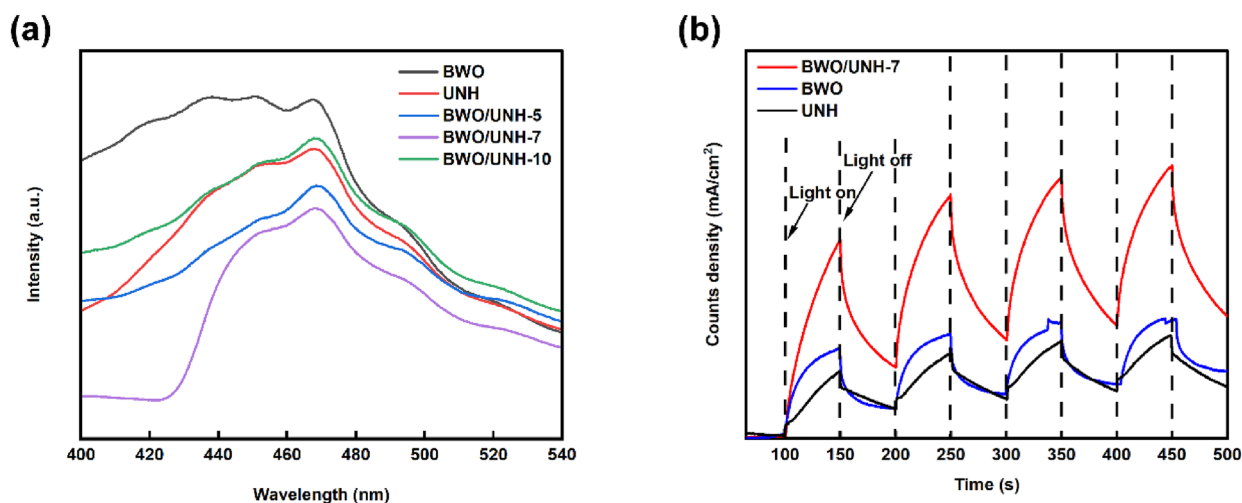 (a)
BWO
UNH
BWO/UNH-5
BWO/UNH-7
BWO/UNH-10
Intensity (a.u.)
400 420 440 460 480 500 520 540
Wavelength (nm)
(b)
BWO/UNH-7
BWO
UNH
Light off
Light on
Counts density (mA/cm²)
100 150 200 250 300 350 400 450 500
Time (s)